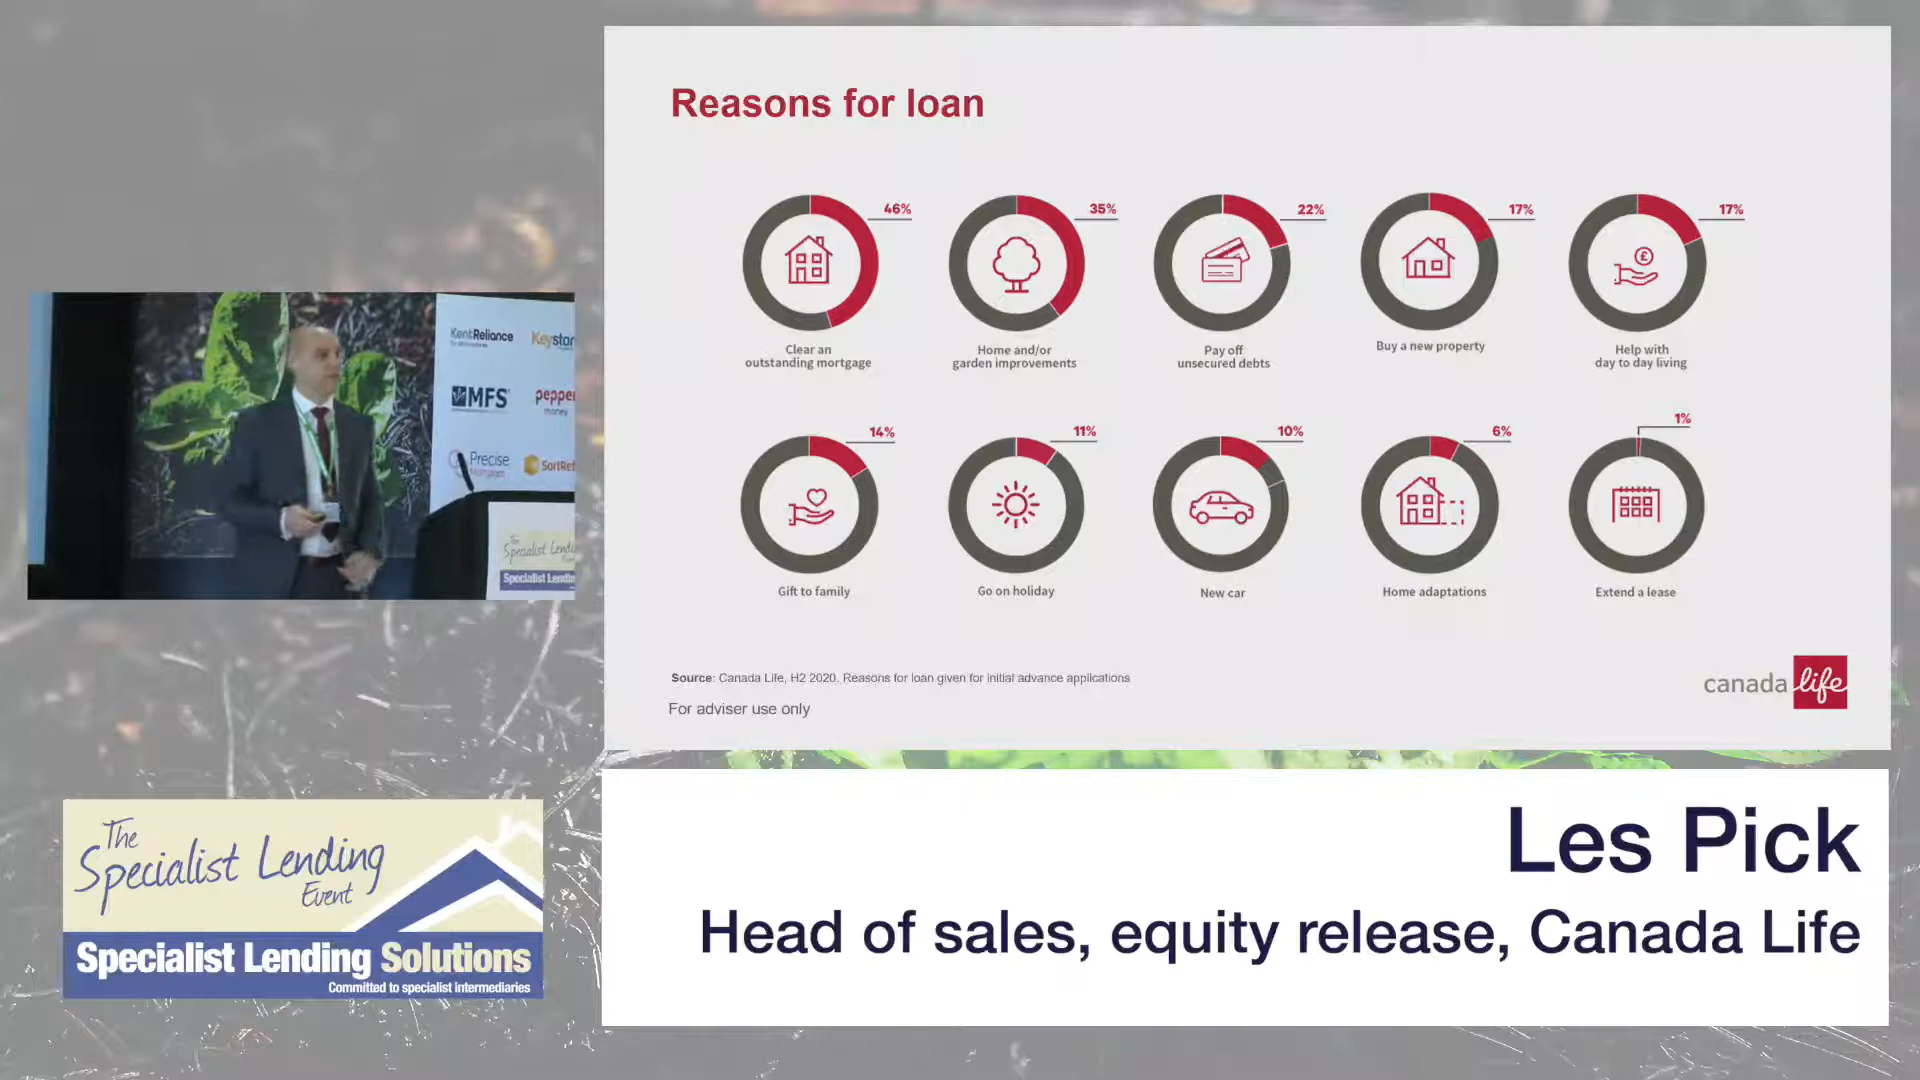 Reasons for loan
46%
35%
22%
17%
17%
Clear an
outstanding mortgage
Home and/or
garden improvements
Pay off
unsecured debts
Buy a new property
£
Help with
day to day living
14%
11%
10%
6%
1%
Gift to family
Go on holiday
New car
Home adaptations
Extend a lease
Source: Canada Life, H2 2020. Reasons for loan given for initial advance applications
For adviser use only
canada life
KentReliance
MFS
pepper
money
Precise
The
Specialist Lending
Event
Specialist Lending Solutions
Committed to specialist intermediaries
Les Pick
Head of sales, equity release, Canada Life